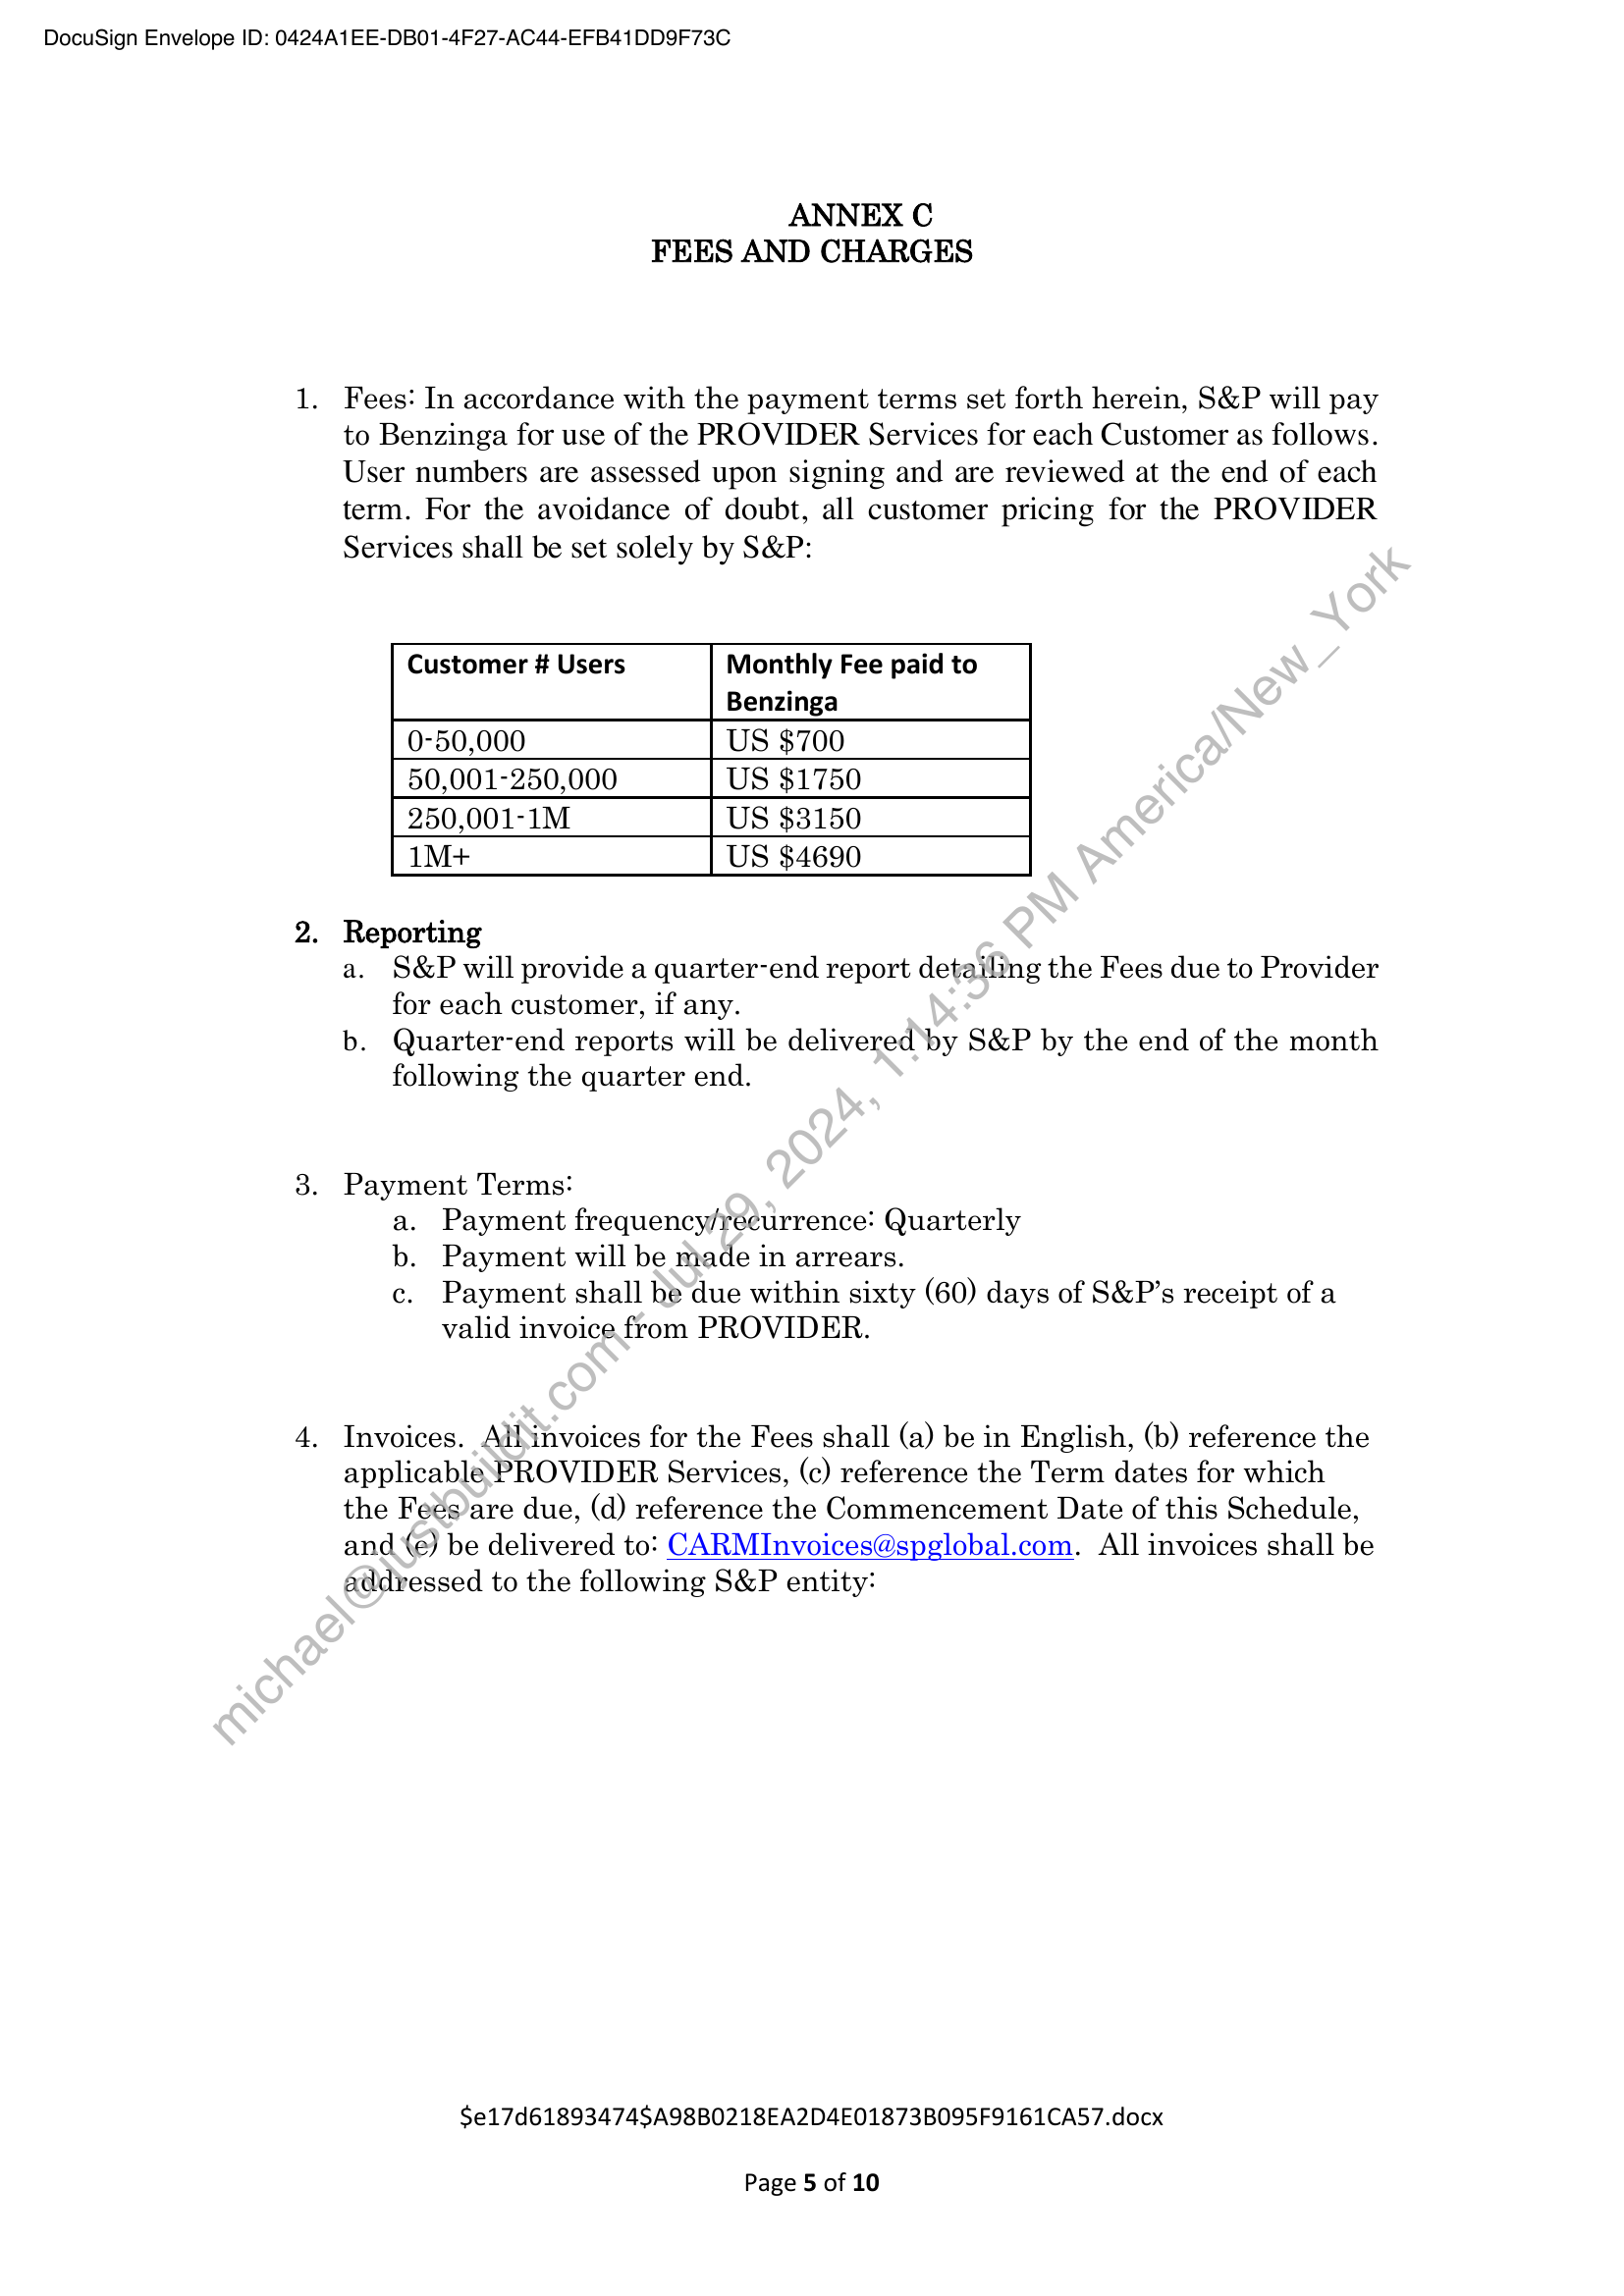 DocuSign Envelope ID: 0424A1EE-DB01-4F27-AC44-EFB41DD9F73C
ANNEX C
FEES AND CHARGES
1. Fees: In accordance with the payment terms set forth herein, S&P will pay
to Benzinga for use of the PROVIDER Services for each Customer as follows.
User numbers are assessed upon signing and are reviewed at the end of each
term. For the avoidance of doubt, all customer pricing for the PROVIDER
Services shall be set solely by S&P:
Customer # Users Monthly Fee paid to
Benzinga
0-50,000 US $700
50,001-250,000 US $1750
250,001-1M US $3150
1M+ US $4690
2. Reporting
a. S&P will provide a quarter-end report detailing the Fees due to Provider
for each customer, if any.
b. Quarter-end reports will be delivered by S&P by the end of the month
following the quarter end.
3. Payment Terms:
a. Payment frequency/recurrence: Quarterly
b. Payment will be made in arrears.
c. Payment shall be due within sixty (60) days of S&P’s receipt of a
valid invoice from PROVIDER.
4. Invoices. All invoices for the Fees shall (a) be in English, (b) reference the
applicable PROVIDER Services, (c) reference the Term dates for which
the Fees are due, (d) reference the Commencement Date of this Schedule,
and (e) be delivered to: CARMInvoices@spglobal.com. All invoices shall be
addressed to the following S&P entity:
michael@justbuildit.com - Jul 29, 2024, 1:14:36 PM America/New_York
$e17d61893474$A98B0218EA2D4E01873B095F9161CA57.docx
Page 5 of 10